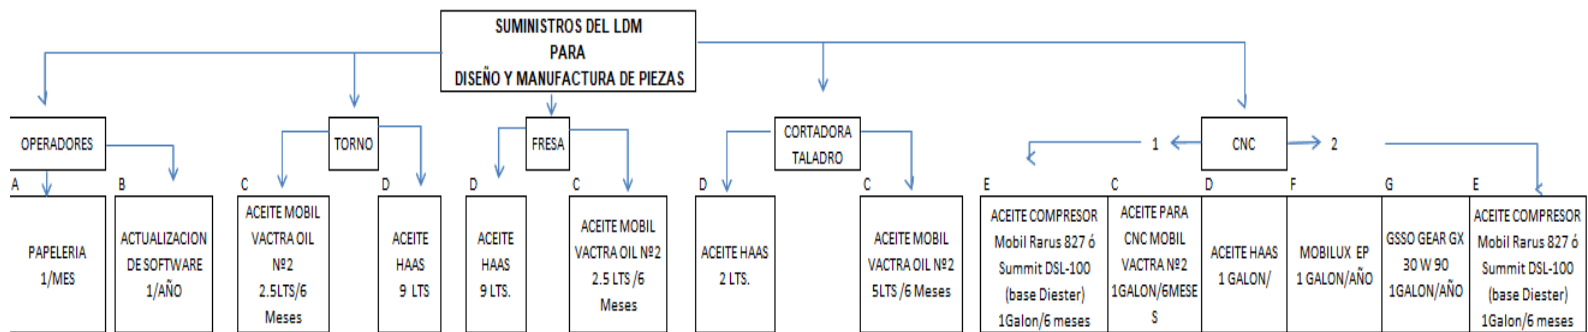 SUMINISTROS DEL LDM
PARA
DISEÑO Y MANUFACTURA DE PIEZAS
OPERADORES
TORNO
FRESA
CORTADORA
TALADRO
1
CNC
2
A
PAPELERIA
1/MES
B
ACTUALIZACION
DE SOFTWARE
1/AÑO
C
ACEITE MOBIL
VACTRA OIL
Nº2
2.5LTS/6
Meses
D
ACEITE
HAAS
9 LTS
D
ACEITE
HAAS
9 LTS.
C
ACEITE MOBIL
VACTRA OIL Nº2
2.5 LTS /6
Meses
D
ACEITE HAAS
2 LTS.
C
ACEITE MOBIL
VACTRA OIL Nº2
5LTS /6 Meses
E
ACEITE COMPRESOR
Mobil Rarus 827 ó
Summit DSL-100
(base Diester)
1Galon/6 meses
C
ACEITE PARA
CNC MOBIL
VACTRA Nº2
1GALON/6MESE
S
D
ACEITE HAAS
1 GALON/
F
MOBILUX EP
1 GALON/AÑO
G
GSSO GEAR GX
30 W 90
1GALON/AÑO
E
ACEITE COMPRESOR
Mobil Rarus 827 ó
Summit DSL-100
(base Diester)
1Galon/6 meses